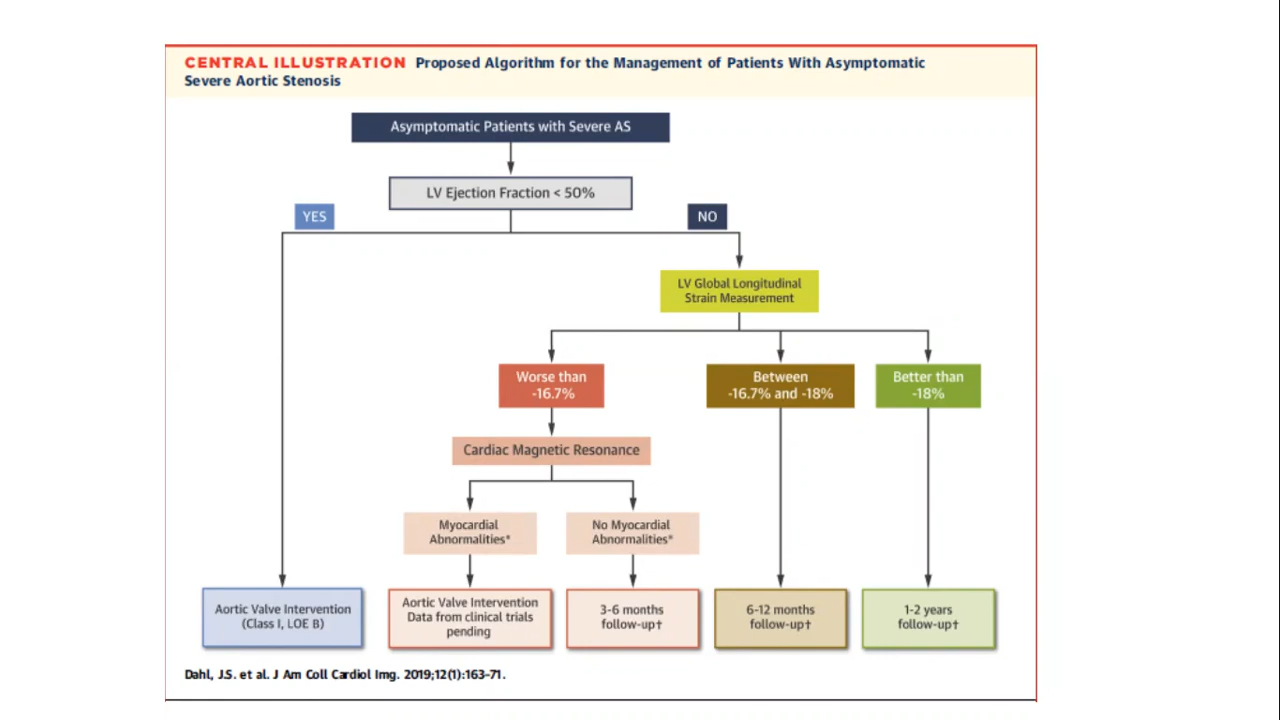 CENTRAL ILLUSTRATION Proposed Algorithm for the Management of Patients With Asymptomatic
Severe Aortic Stenosis
Asymptomatic Patients with Severe AS
LV Ejection Fraction < 50%
YES
NO
LV Global Longitudinal
Strain Measurement
Worse than
-16.7%
Between
-16.7% and -18%
Better than
-18%
Cardiac Magnetic Resonance
Myocardial
Abnormalities*
No Myocardial
Abnormalities*
Aortic Valve Intervention
(Class I, LOE B)
Aortic Valve Intervention
Data from clinical trials
pending
3-6 months
follow-up†
6-12 months
follow-up†
1-2 years
follow-up†
Dahl, J.S. et al. J Am Coll Cardiol Img. 2019;12(1):163-71.